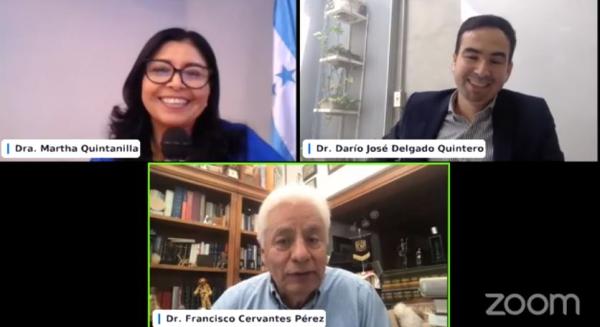 Dra. Martha Quintanilla
Dr. Darío José Delgado Quintero
Dr. Francisco Cervantes Pérez
zoom